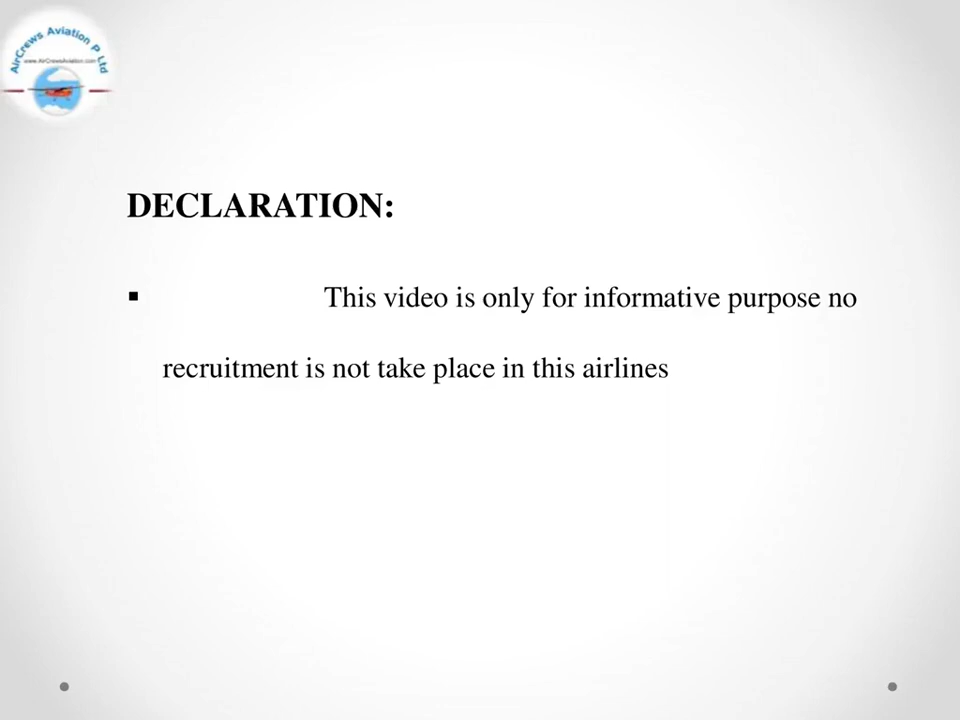 AirCrews Aviation P Ltd
www.AirCrewsAviation.com
DECLARATION:
▪ This video is only for informative purpose no
recruitment is not take place in this airlines